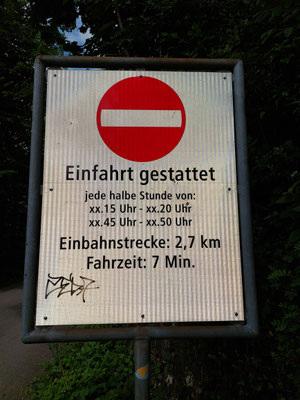 Einfahrt gestattet
jede halbe Stunde von:
xx.15 Uhr - xx.20 Uhr
xx.45 Uhr - xx.50 Uhr
Einbahnstrecke: 2,7 km
Fahrzeit: 7 Min.